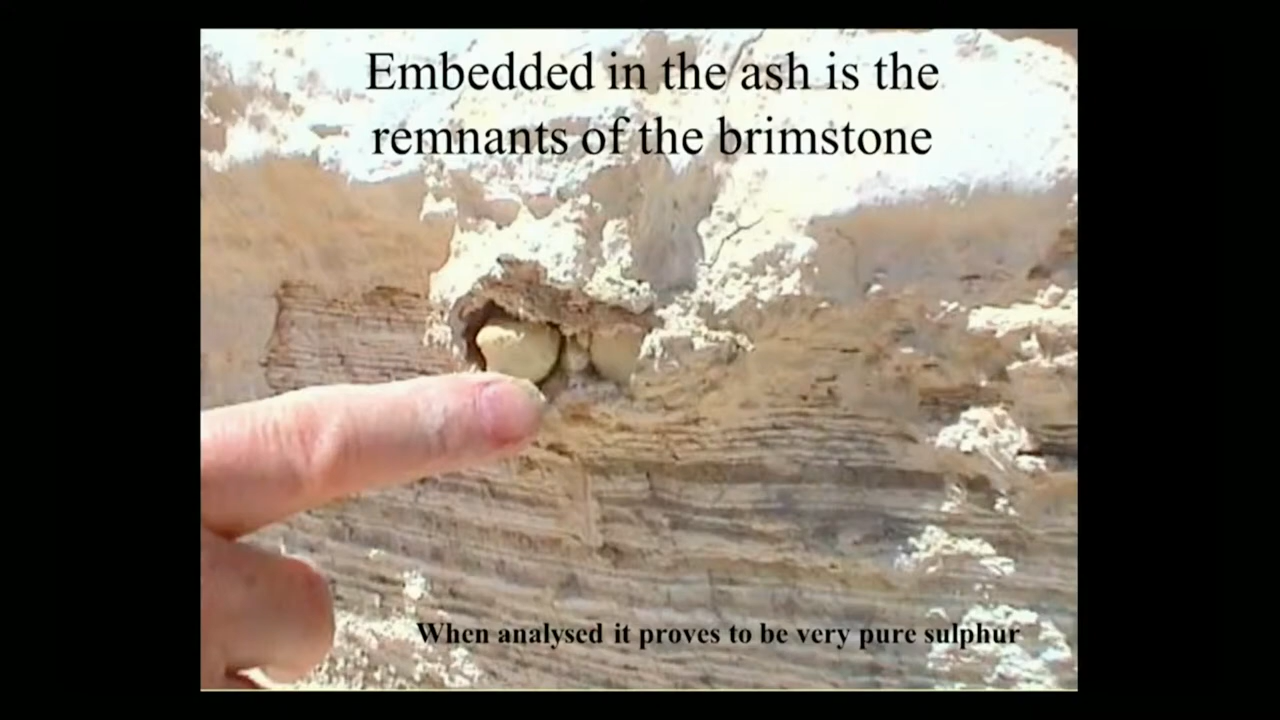 Embedded in the ash is the
remnants of the brimstone
When analysed it proves to be very pure sulphur